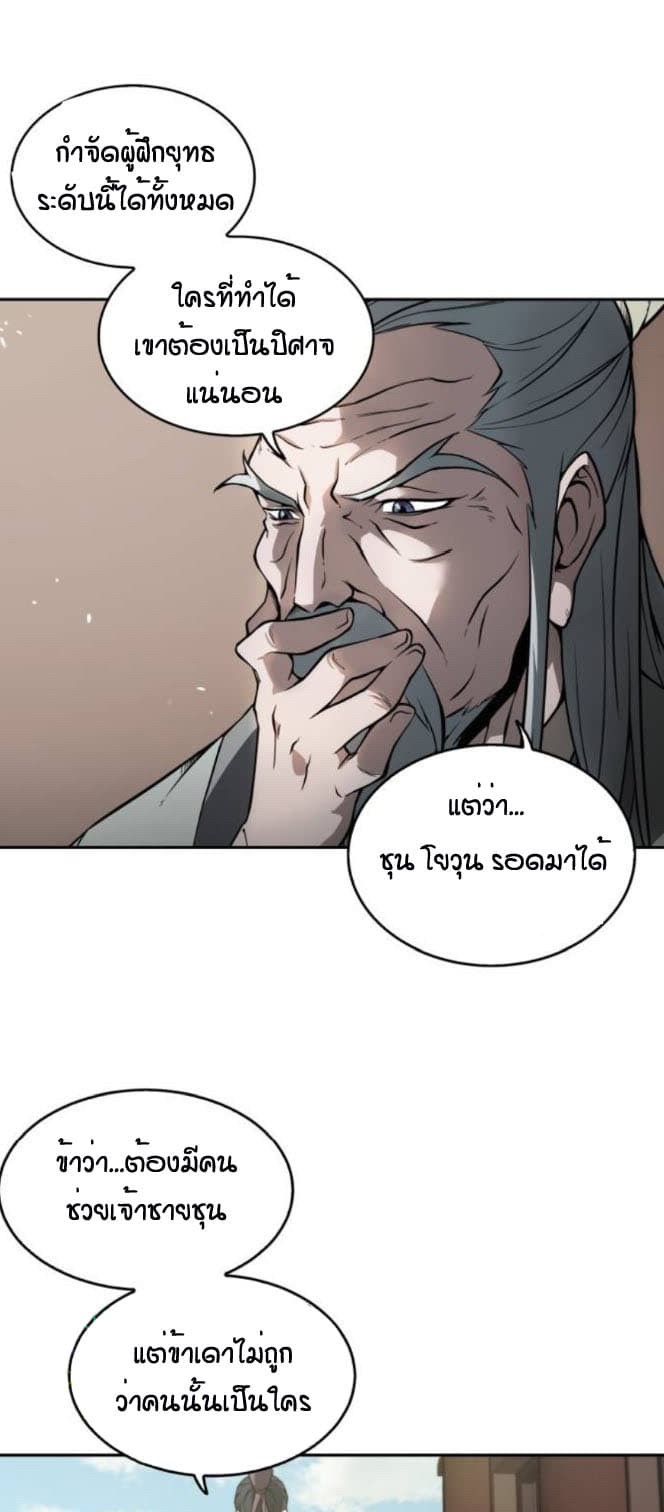 กำจัดผู้ฝึกยุทธ
ระดับนี้ได้ทั้งหมด
ใครที่ทำได้
เขาต้องเป็นปิศาจ
แน่นอน
แต่ว่า...
ชุน โยวุน รอดมาได้
ข้าว่า...ต้องมีคน
ช่วยเจ้าชายชุน
แต่ข้าเดาไม่ถูก
ว่าคนนั้นเป็นใคร